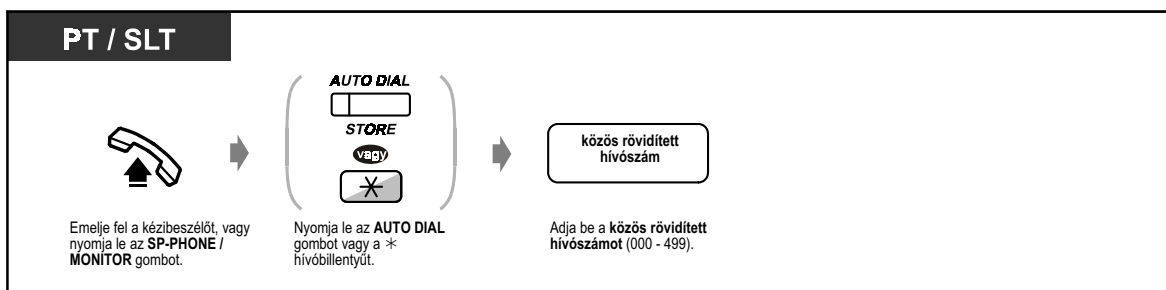 PT / SLT
AUTO DIAL
STORE
vagy
közös rövidített
hívószám
Emelje fel a kézibeszélőt, vagy
nyomja le az SP-PHONE /
MONITOR gombot.
Nyomja le az AUTO DIAL
gombot vagy a ✳
hívóbillentyűt.
Adja be a közös rövidített
hívószámot (000 - 499).